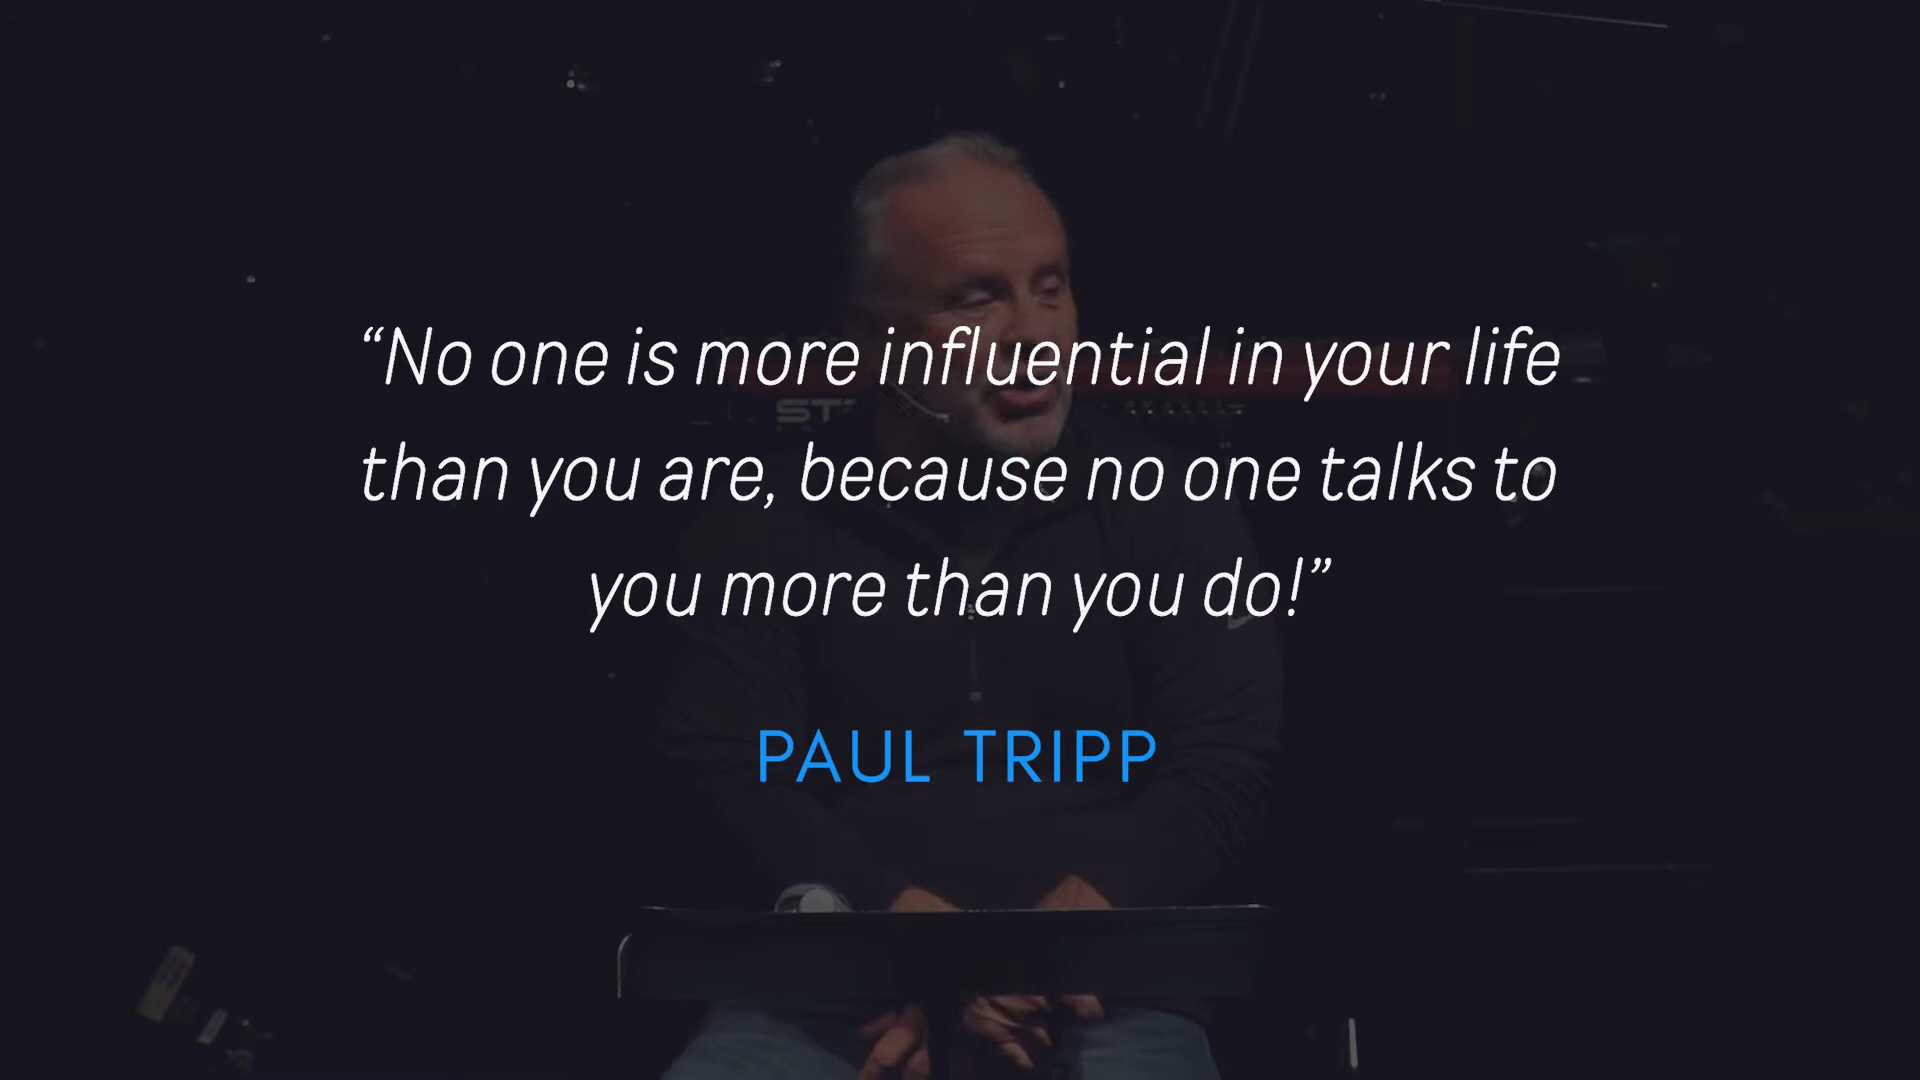 “No one is more influential in your life
than you are, because no one talks to
you more than you do!”
PAUL TRIPP